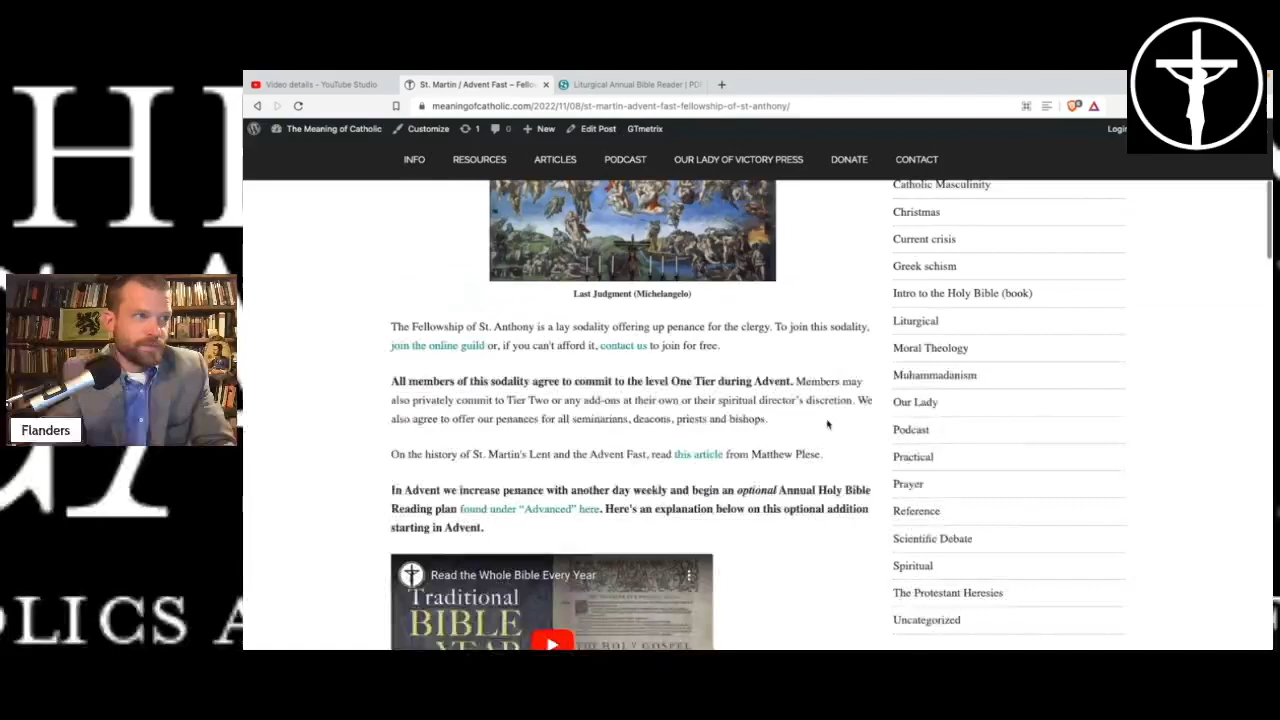 Video details - YouTube Studio
St. Martin / Advent Fast – Fello
Liturgical Annual Bible Reader | PD
meaningofcatholic.com/2022/11/08/st-martin-advent-fast-fellowship-of-st-anthony/
The Meaning of Catholic
Customize
1
0
New
Edit Post
GTmetrix
INFO
RESOURCES
ARTICLES
PODCAST
OUR LADY OF VICTORY PRESS
DONATE
CONTACT
Last Judgment (Michelangelo)
The Fellowship of St. Anthony is a lay sodality offering up penance for the clergy. To join this sodality,
join the online guild or, if you can't afford it, contact us to join for free.
All members of this sodality agree to commit to the level One Tier during Advent. Members may
also privately commit to Tier Two or any add-ons at their own or their spiritual director's discretion. We
also agree to offer our penances for all seminarians, deacons, priests and bishops.
On the history of St. Martin's Lent and the Advent Fast, read this article from Matthew Plese.
In Advent we increase penance with another day weekly and begin an optional Annual Holy Bible
Reading plan found under “Advanced” here. Here's an explanation below on this optional addition
starting in Advent.
Read the Whole Bible Every Year
Traditional
BIBLE
YEAR
Catholic Masculinity
Christmas
Current crisis
Greek schism
Intro to the Holy Bible (book)
Liturgical
Moral Theology
Muhammadanism
Our Lady
Podcast
Practical
Prayer
Reference
Scientific Debate
Spiritual
The Protestant Heresies
Uncategorized
Flanders